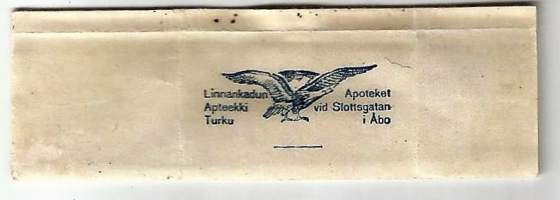 Linnankadun
Apteekki
Turku
Apoteket
vid Slottsgatan
i Åbo